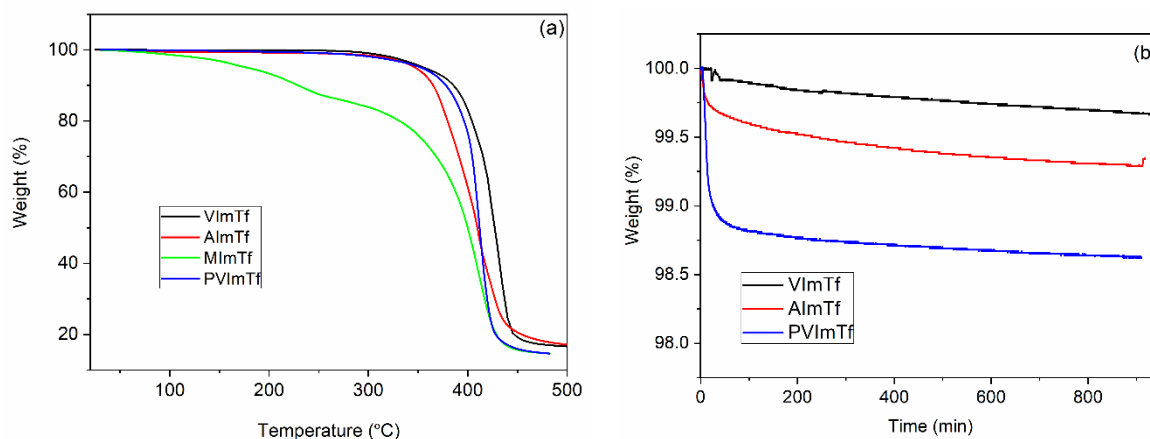 (a)
100
80
60
40
20
Weight (%)
VImTf
AImTf
MImTf
PVImTf
100 200 300 400 500
Temperature (°C)
(b)
100.0
99.5
99.0
98.5
98.0
Weight (%)
VImTf
AImTf
PVImTf
0 200 400 600 800
Time (min)